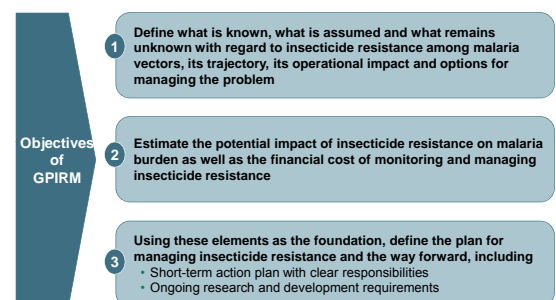 Objectives
of
GPIRM
1
Define what is known, what is assumed and what remains
unknown with regard to insecticide resistance among malaria
vectors, its trajectory, its operational impact and options for
managing the problem
2
Estimate the potential impact of insecticide resistance on malaria
burden as well as the financial cost of monitoring and managing
insecticide resistance
3
Using these elements as the foundation, define the plan for
managing insecticide resistance and the way forward, including
• Short-term action plan with clear responsibilities
• Ongoing research and development requirements